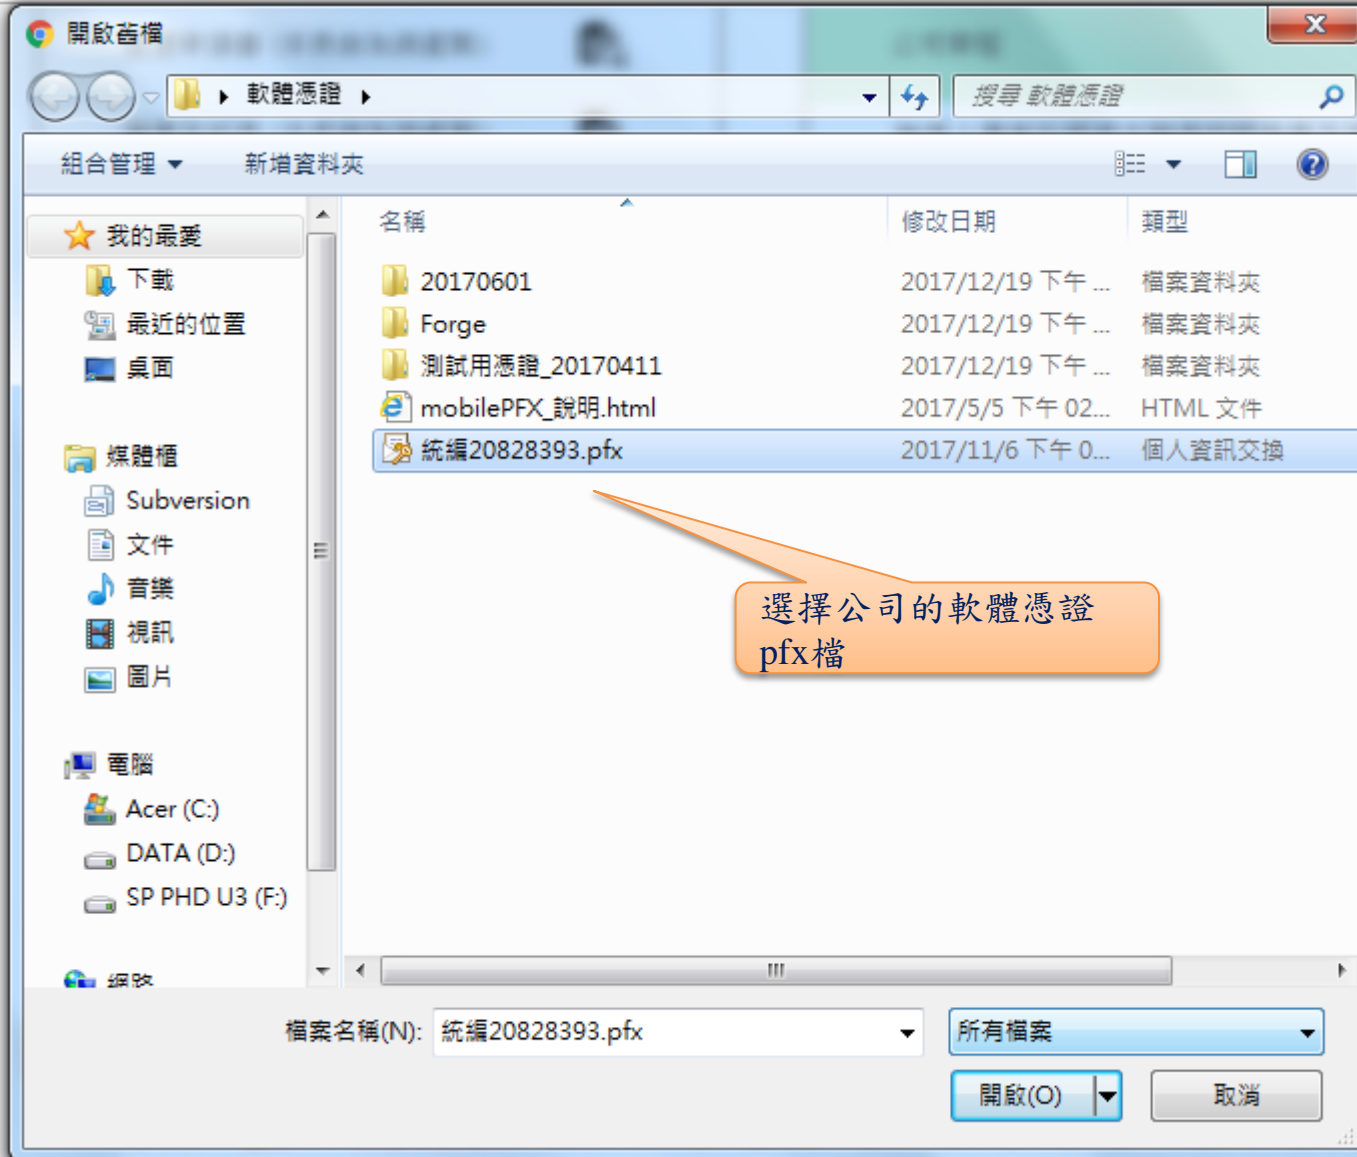 開啟舊檔
軟體憑證
搜尋 軟體憑證
組合管理
新增資料夾
我的最愛
下載
最近的位置
桌面
媒體櫃
Subversion
文件
音樂
視訊
圖片
電腦
Acer (C:)
DATA (D:)
SP PHD U3 (F:)
網路
名稱 修改日期 類型
20170601 2017/12/19 下午 ... 檔案資料夾
Forge 2017/12/19 下午 ... 檔案資料夾
測試用憑證_20170411 2017/12/19 下午 ... 檔案資料夾
mobilePFX_說明.html 2017/5/5 下午 02... HTML 文件
統編20828393.pfx 2017/11/6 下午 0... 個人資訊交換
選擇公司的軟體憑證
pfx檔
檔案名稱(N): 統編20828393.pfx 所有檔案
開啟(O) 取消